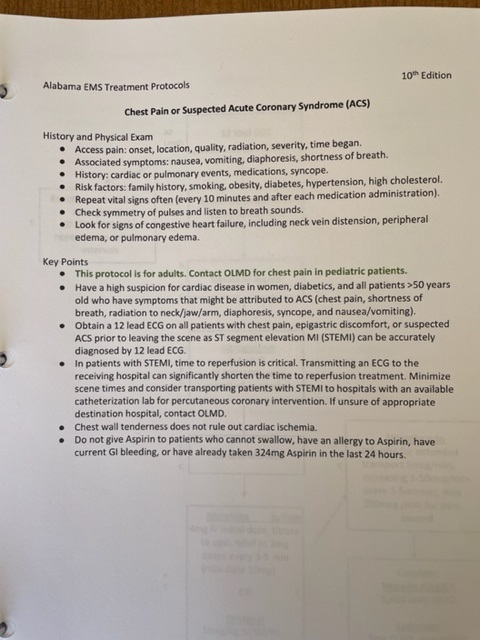 10th Edition
Alabama EMS Treatment Protocols
Chest Pain or Suspected Acute Coronary Syndrome (ACS)
History and Physical Exam
• Access pain: onset, location, quality, radiation, severity, time began.
• Associated symptoms: nausea, vomiting, diaphoresis, shortness of breath.
• History: cardiac or pulmonary events, medications, syncope.
• Risk factors: family history, smoking, obesity, diabetes, hypertension, high cholesterol.
• Repeat vital signs often (every 10 minutes and after each medication administration).
• Check symmetry of pulses and listen to breath sounds.
• Look for signs of congestive heart failure, including neck vein distension, peripheral
edema, or pulmonary edema.
Key Points
• This protocol is for adults. Contact OLMD for chest pain in pediatric patients.
• Have a high suspicion for cardiac disease in women, diabetics, and all patients >50 years
old who have symptoms that might be attributed to ACS (chest pain, shortness of
breath, radiation to neck/jaw/arm, diaphoresis, syncope, and nausea/vomiting).
• Obtain a 12 lead ECG on all patients with chest pain, epigastric discomfort, or suspected
ACS prior to leaving the scene as ST segment elevation MI (STEMI) can be accurately
diagnosed by 12 lead ECG.
• In patients with STEMI, time to reperfusion is critical. Transmitting an ECG to the
receiving hospital can significantly shorten the time to reperfusion treatment. Minimize
scene times and consider transporting patients with STEMI to hospitals with an available
catheterization lab for percutaneous coronary intervention. If unsure of appropriate
destination hospital, contact OLMD.
• Chest wall tenderness does not rule out cardiac ischemia.
• Do not give Aspirin to patients who cannot swallow, have an allergy to Aspirin, have
current GI bleeding, or have already taken 324mg Aspirin in the last 24 hours.